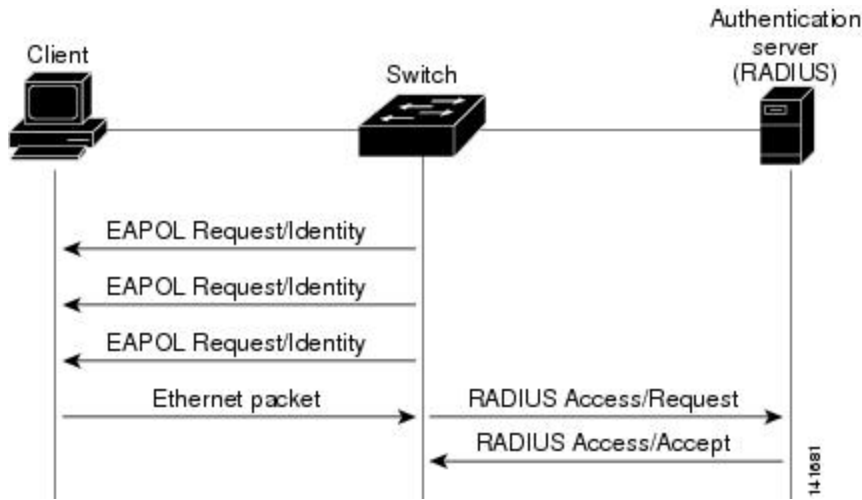 Client
Switch
Authentication
server
(RADIUS)
EAPOL Request/Identity
EAPOL Request/Identity
EAPOL Request/Identity
Ethernet packet
RADIUS Access/Request
RADIUS Access/Accept
141681